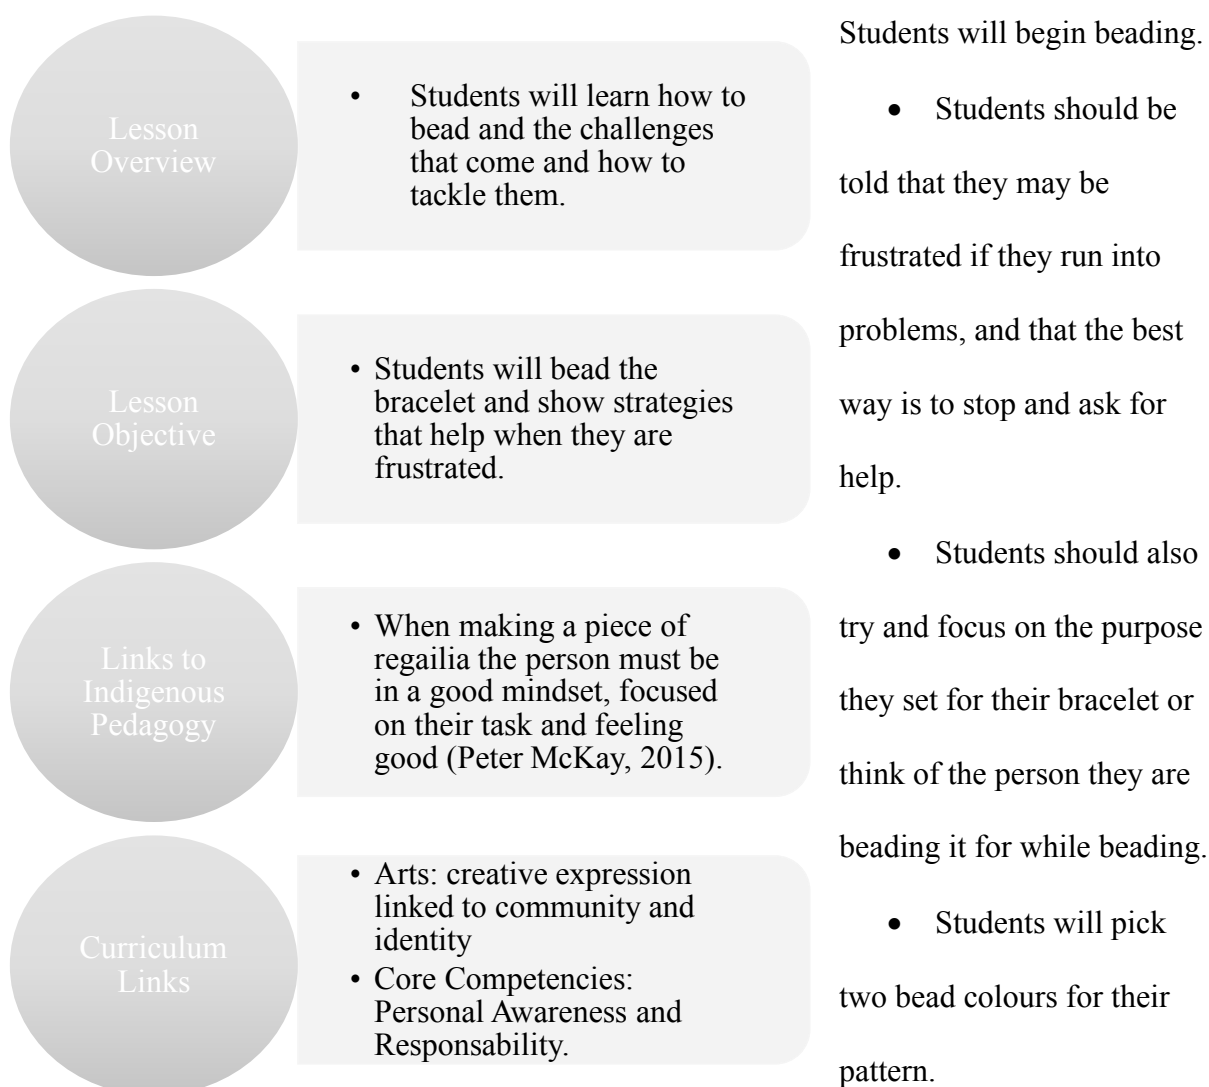 Lesson
Overview
• Students will learn how to
bead and the challenges
that come and how to
tackle them.
Lesson
Objective
• Students will bead the
bracelet and show strategies
that help when they are
frustrated.
Links to
Indigenous
Pedagogy
• When making a piece of
regailia the person must be
in a good mindset, focused
on their task and feeling
good (Peter McKay, 2015).
Curriculum
Links
• Arts: creative expression
linked to community and
identity
• Core Competencies:
Personal Awareness and
Responsability.
Students will begin beading.
• Students should be
told that they may be
frustrated if they run into
problems, and that the best
way is to stop and ask for
help.
• Students should also
try and focus on the purpose
they set for their bracelet or
think of the person they are
beading it for while beading.
• Students will pick
two bead colours for their
pattern.